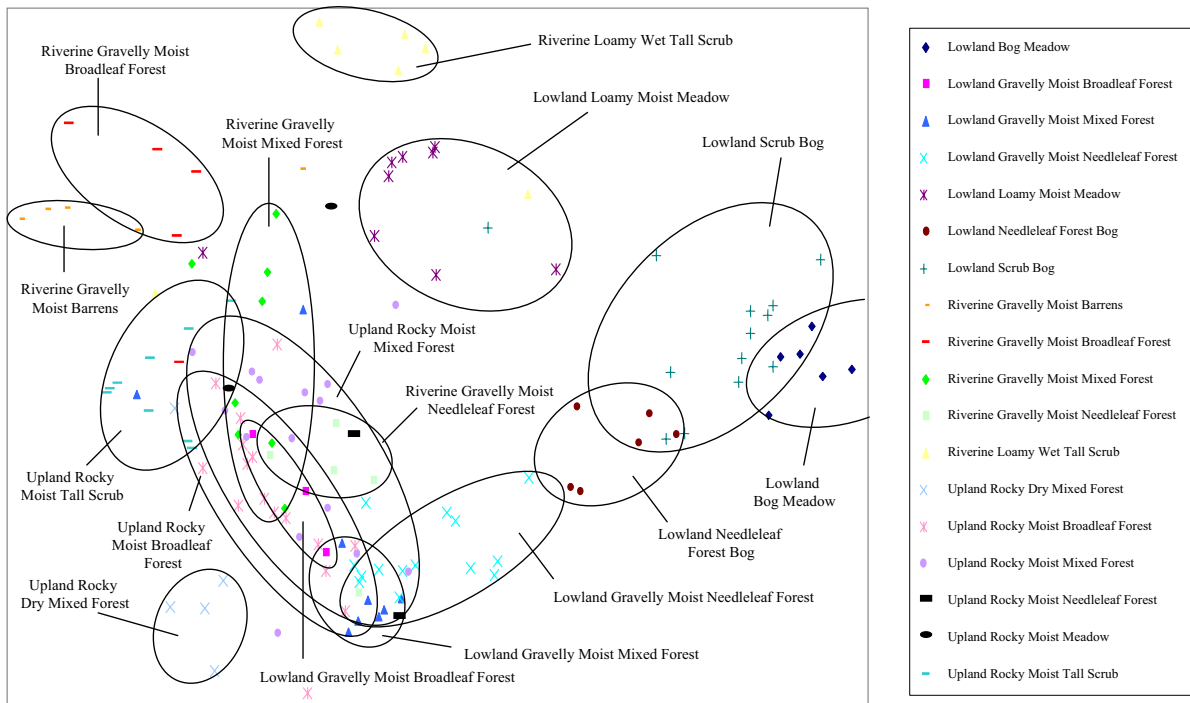 Riverine Loamy Wet Tall Scrub
Riverine Gravelly Moist
Broadleaf Forest
Lowland Loamy Moist Meadow
Riverine Gravelly
Moist Mixed Forest
Lowland Scrub Bog
Riverine Gravelly
Moist Barrens
Upland Rocky Moist
Mixed Forest
Riverine Gravelly Moist
Needleleaf Forest
Upland Rocky
Moist Tall Scrub
Lowland
Bog Meadow
Upland Rocky
Moist Broadleaf
Forest
Lowland Needleleaf
Forest Bog
Upland Rocky
Dry Mixed Forest
Lowland Gravelly Moist Needleleaf Forest
Lowland Gravelly Moist Mixed Forest
Lowland Gravelly Moist Broadleaf Forest
Lowland Bog Meadow
Lowland Gravelly Moist Broadleaf Forest
Lowland Gravelly Moist Mixed Forest
Lowland Gravelly Moist Needleleaf Forest
Lowland Loamy Moist Meadow
Lowland Needleleaf Forest Bog
Lowland Scrub Bog
Riverine Gravelly Moist Barrens
Riverine Gravelly Moist Broadleaf Forest
Riverine Gravelly Moist Mixed Forest
Riverine Gravelly Moist Needleleaf Forest
Riverine Loamy Wet Tall Scrub
Upland Rocky Dry Mixed Forest
Upland Rocky Moist Broadleaf Forest
Upland Rocky Moist Mixed Forest
Upland Rocky Moist Needleleaf Forest
Upland Rocky Moist Meadow
Upland Rocky Moist Tall Scrub